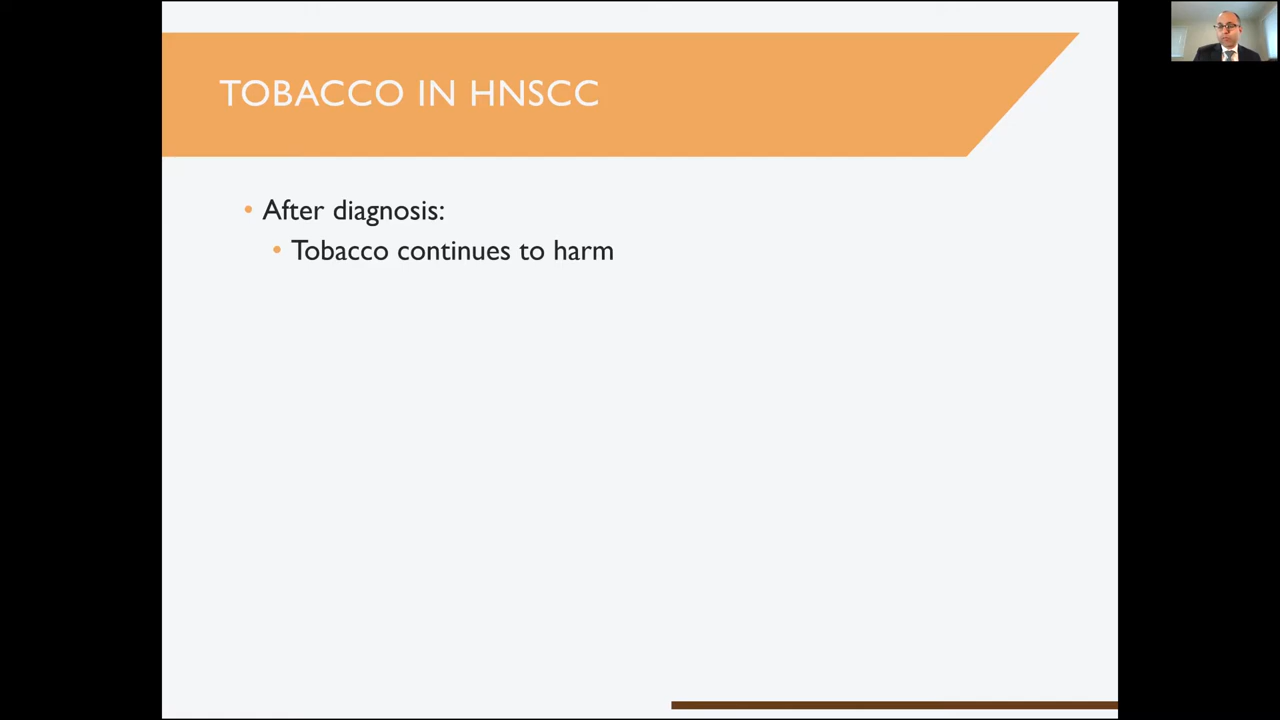 TOBACCO IN HNSCC
• After diagnosis:
• Tobacco continues to harm